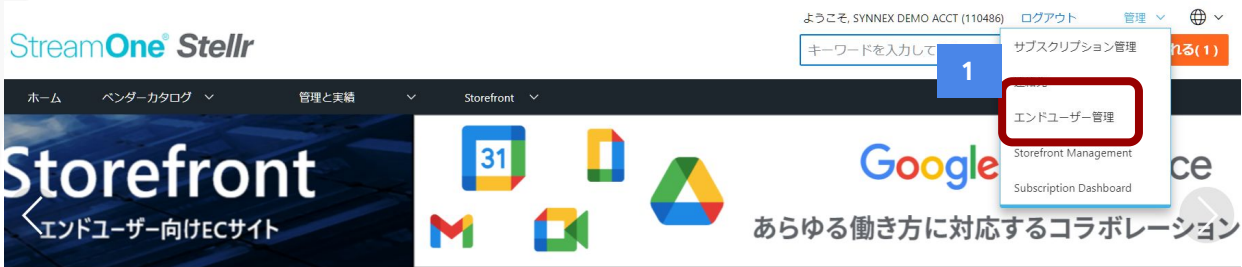 ようこそ, SYNNEX DEMO ACCT (110486) ログアウト 管理
StreamOne® Stellr
キーワードを入力して
れる(1)
1
サブスクリプション管理
エンドユーザー管理
Storefront Management
Subscription Dashboard
ホーム ベンダーカタログ 管理と実績 Storefront
Storefront
エンドユーザー向けECサイト
31
Google
ce
あらゆる働き方に対応するコラボレーション